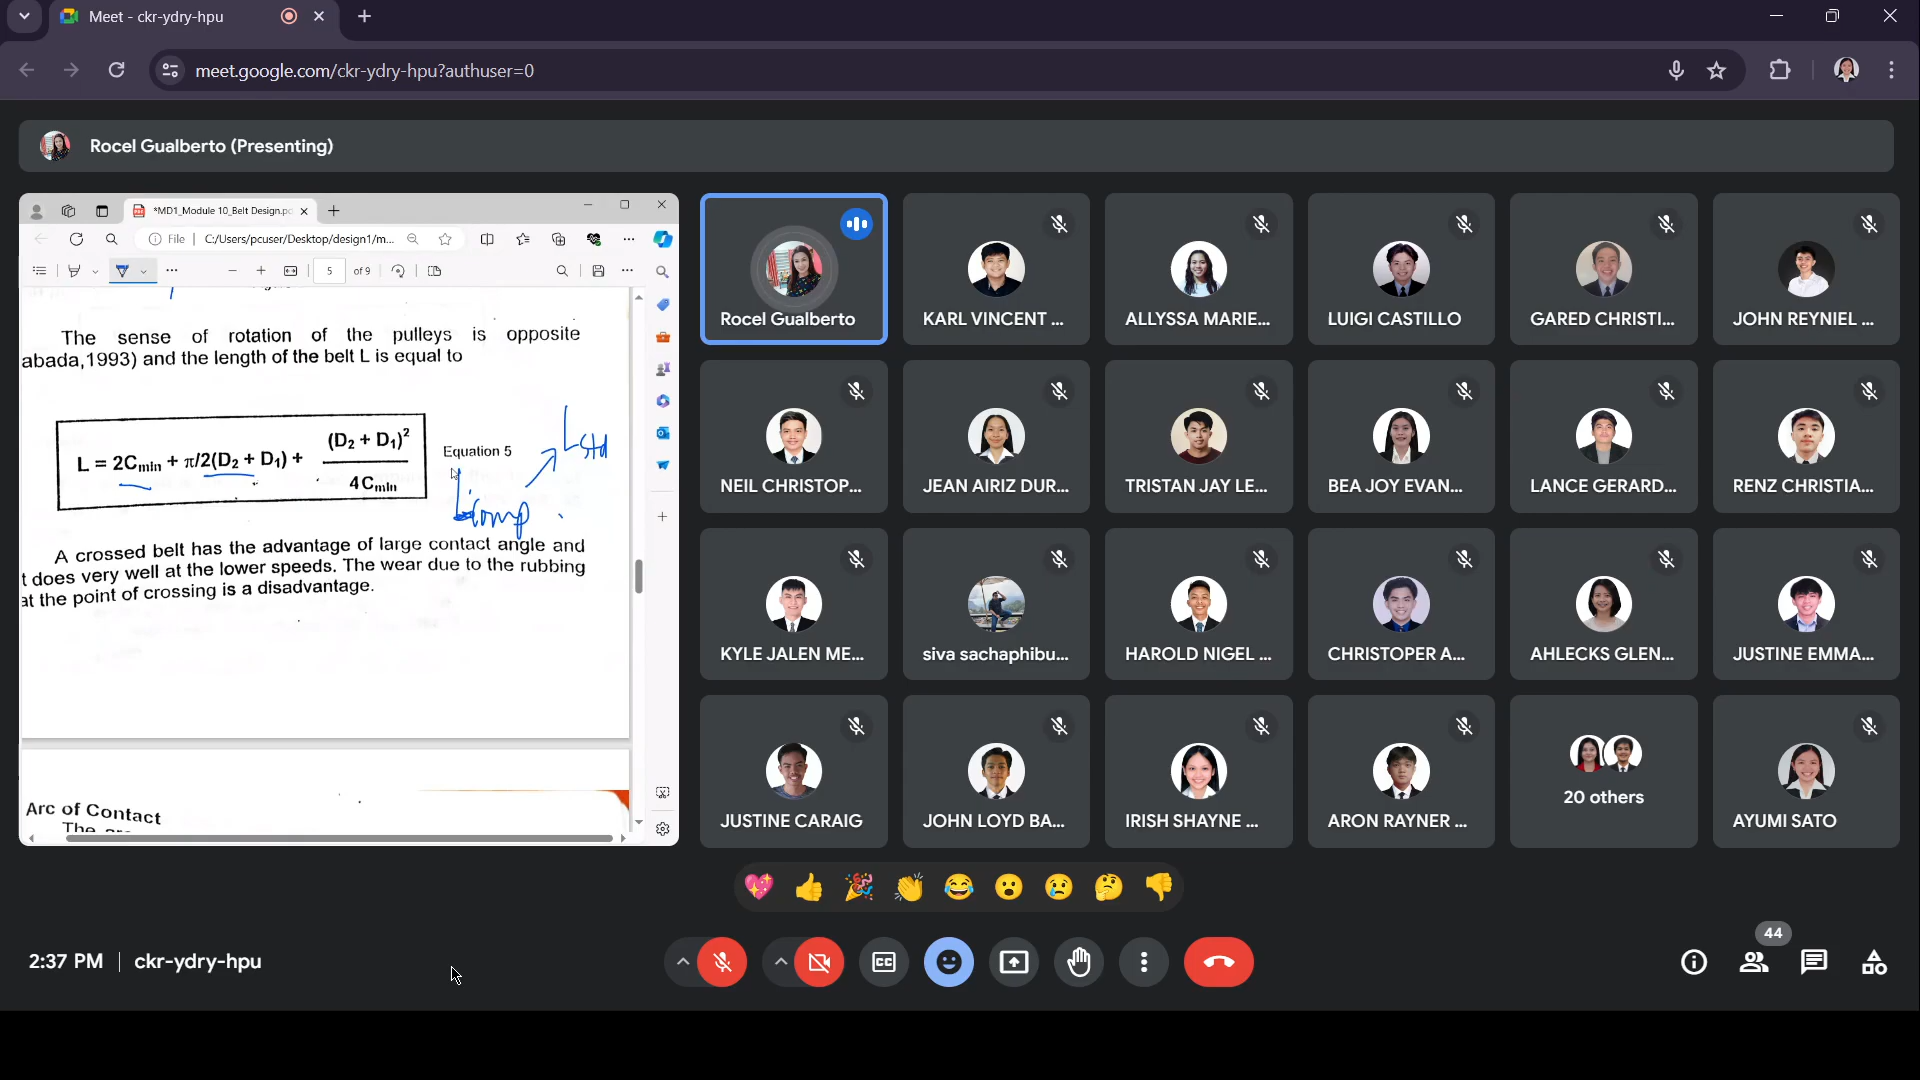 Meet - ckr-ydry-hpu
meet.google.com/ckr-ydry-hpu?authuser=0
Rocel Gualberto (Presenting)
*MD1_Module 10_Belt Design.pd
File
C:/Users/pcuser/Desktop/design1/m...
5
of 9
The sense of rotation of the pulleys is opposite
abada,1993) and the length of the belt L is equal to
L = 2Cmin + π/2(D2 + D1) + (D2 + D1)² / 4Cmin
Equation 5
Lstd
Lcomp
A crossed belt has the advantage of large contact angle and
t does very well at the lower speeds. The wear due to the rubbing
at the point of crossing is a disadvantage.
Arc of Contact
Rocel Gualberto
KARL VINCENT ...
ALLYSSA MARIE...
LUIGI CASTILLO
GARED CHRISTI...
JOHN REYNIEL ...
NEIL CHRISTOP...
JEAN AIRIZ DUR...
TRISTAN JAY LE...
BEA JOY EVAN...
LANCE GERARD...
RENZ CHRISTIA...
KYLE JALEN ME...
siva sachaphibu...
HAROLD NIGEL ...
CHRISTOPER A...
AHLECKS GLEN...
JUSTINE EMMA...
JUSTINE CARAIG
JOHN LOYD BA...
IRISH SHAYNE ...
ARON RAYNER ...
20 others
AYUMI SATO
2:37 PM | ckr-ydry-hpu
CC
44